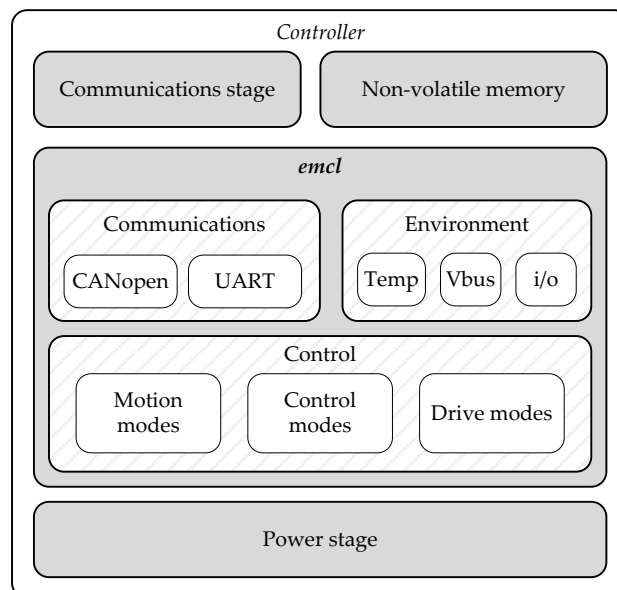 Controller
Communications stage
Non-volatile memory
emcl
Communications
Environment
CANopen
UART
Temp
Vbus
i/o
Control
Motion
modes
Control
modes
Drive modes
Power stage